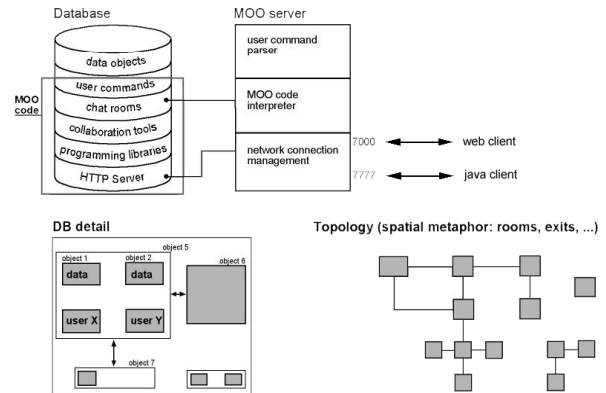 Database
MOO server
data objects
user commands
chat rooms
collaboration tools
programming libraries
HTTP Server
MOO
code
user command
parser
MOO code
interpreter
network connection
management
7000
web client
7777
java client
DB detail
object 5
object 1
object 2
object 6
data
data
user X
user Y
object 7
Topology (spatial metaphor: rooms, exits, ...)